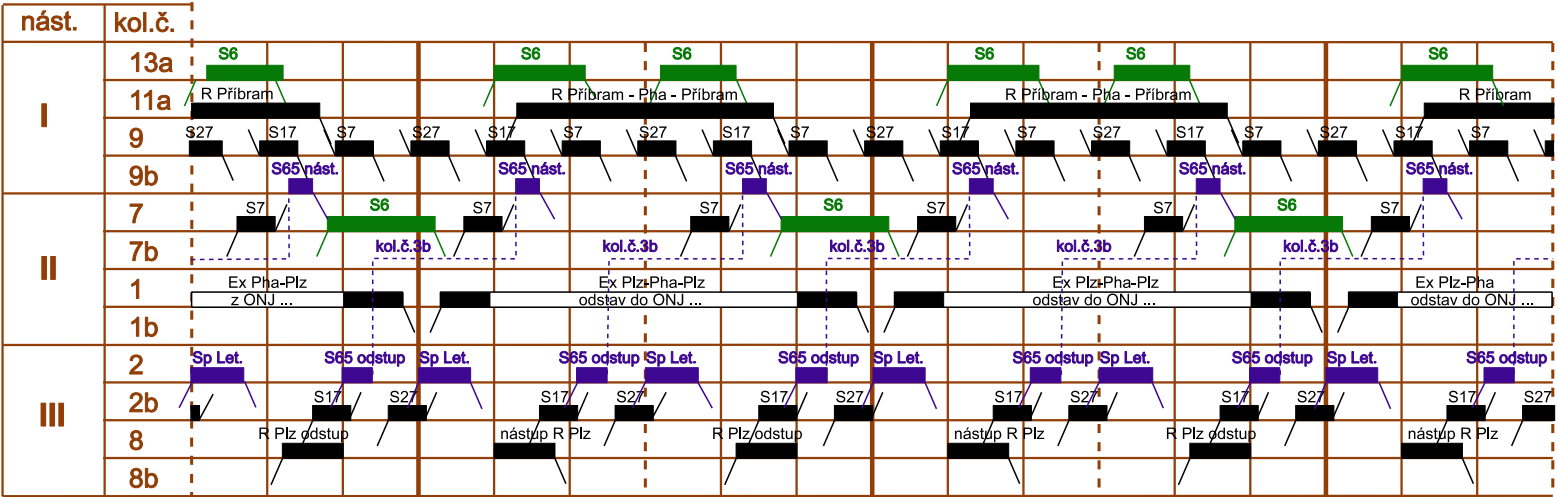 nást. kol.č.
I
13a S6 S6 S6 S6 S6 S6
11a R Příbram R Příbram - Pha - Příbram R Příbram - Pha - Příbram R Příbram
9 S27 S17 S7 S27 S17 S7 S27 S17 S7 S27 S17 S7 S27 S17 S7 S27 S17 S7
9b S65 nást. S65 nást. S65 nást. S65 nást. S65 nást. S65 nást.
II
7 S7 S6 S7 S7 S6 S7 S7 S6 S7
7b kol.č.3b kol.č.3b kol.č.3b kol.č.3b kol.č.3b
1 Ex Pha-Plz Ex Plz-Pha-Plz Ex Plz-Pha-Plz Ex Plz-Pha
z ONJ ... odstav do ONJ ... odstav do ONJ ... odstav do ONJ ...
1b
III
2 Sp Let. S65 odstup Sp Let. S65 odstup Sp Let. S65 odstup Sp Let. S65 odstup Sp Let. S65 odstup Sp Let. S65 odstup
2b S17 S27 S17 S27 S17 S27 S17 S27 S17 S27 S17 S27
8 R Plz odstup nástup R Plz R Plz odstup nástup R Plz R Plz odstup nástup R Plz
8b